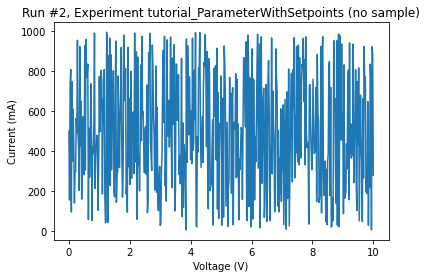 Run #2, Experiment tutorial_ParameterWithSetpoints (no sample)
1000
800
600
400
200
0
Current (mA)
0 2 4 6 8 10
Voltage (V)